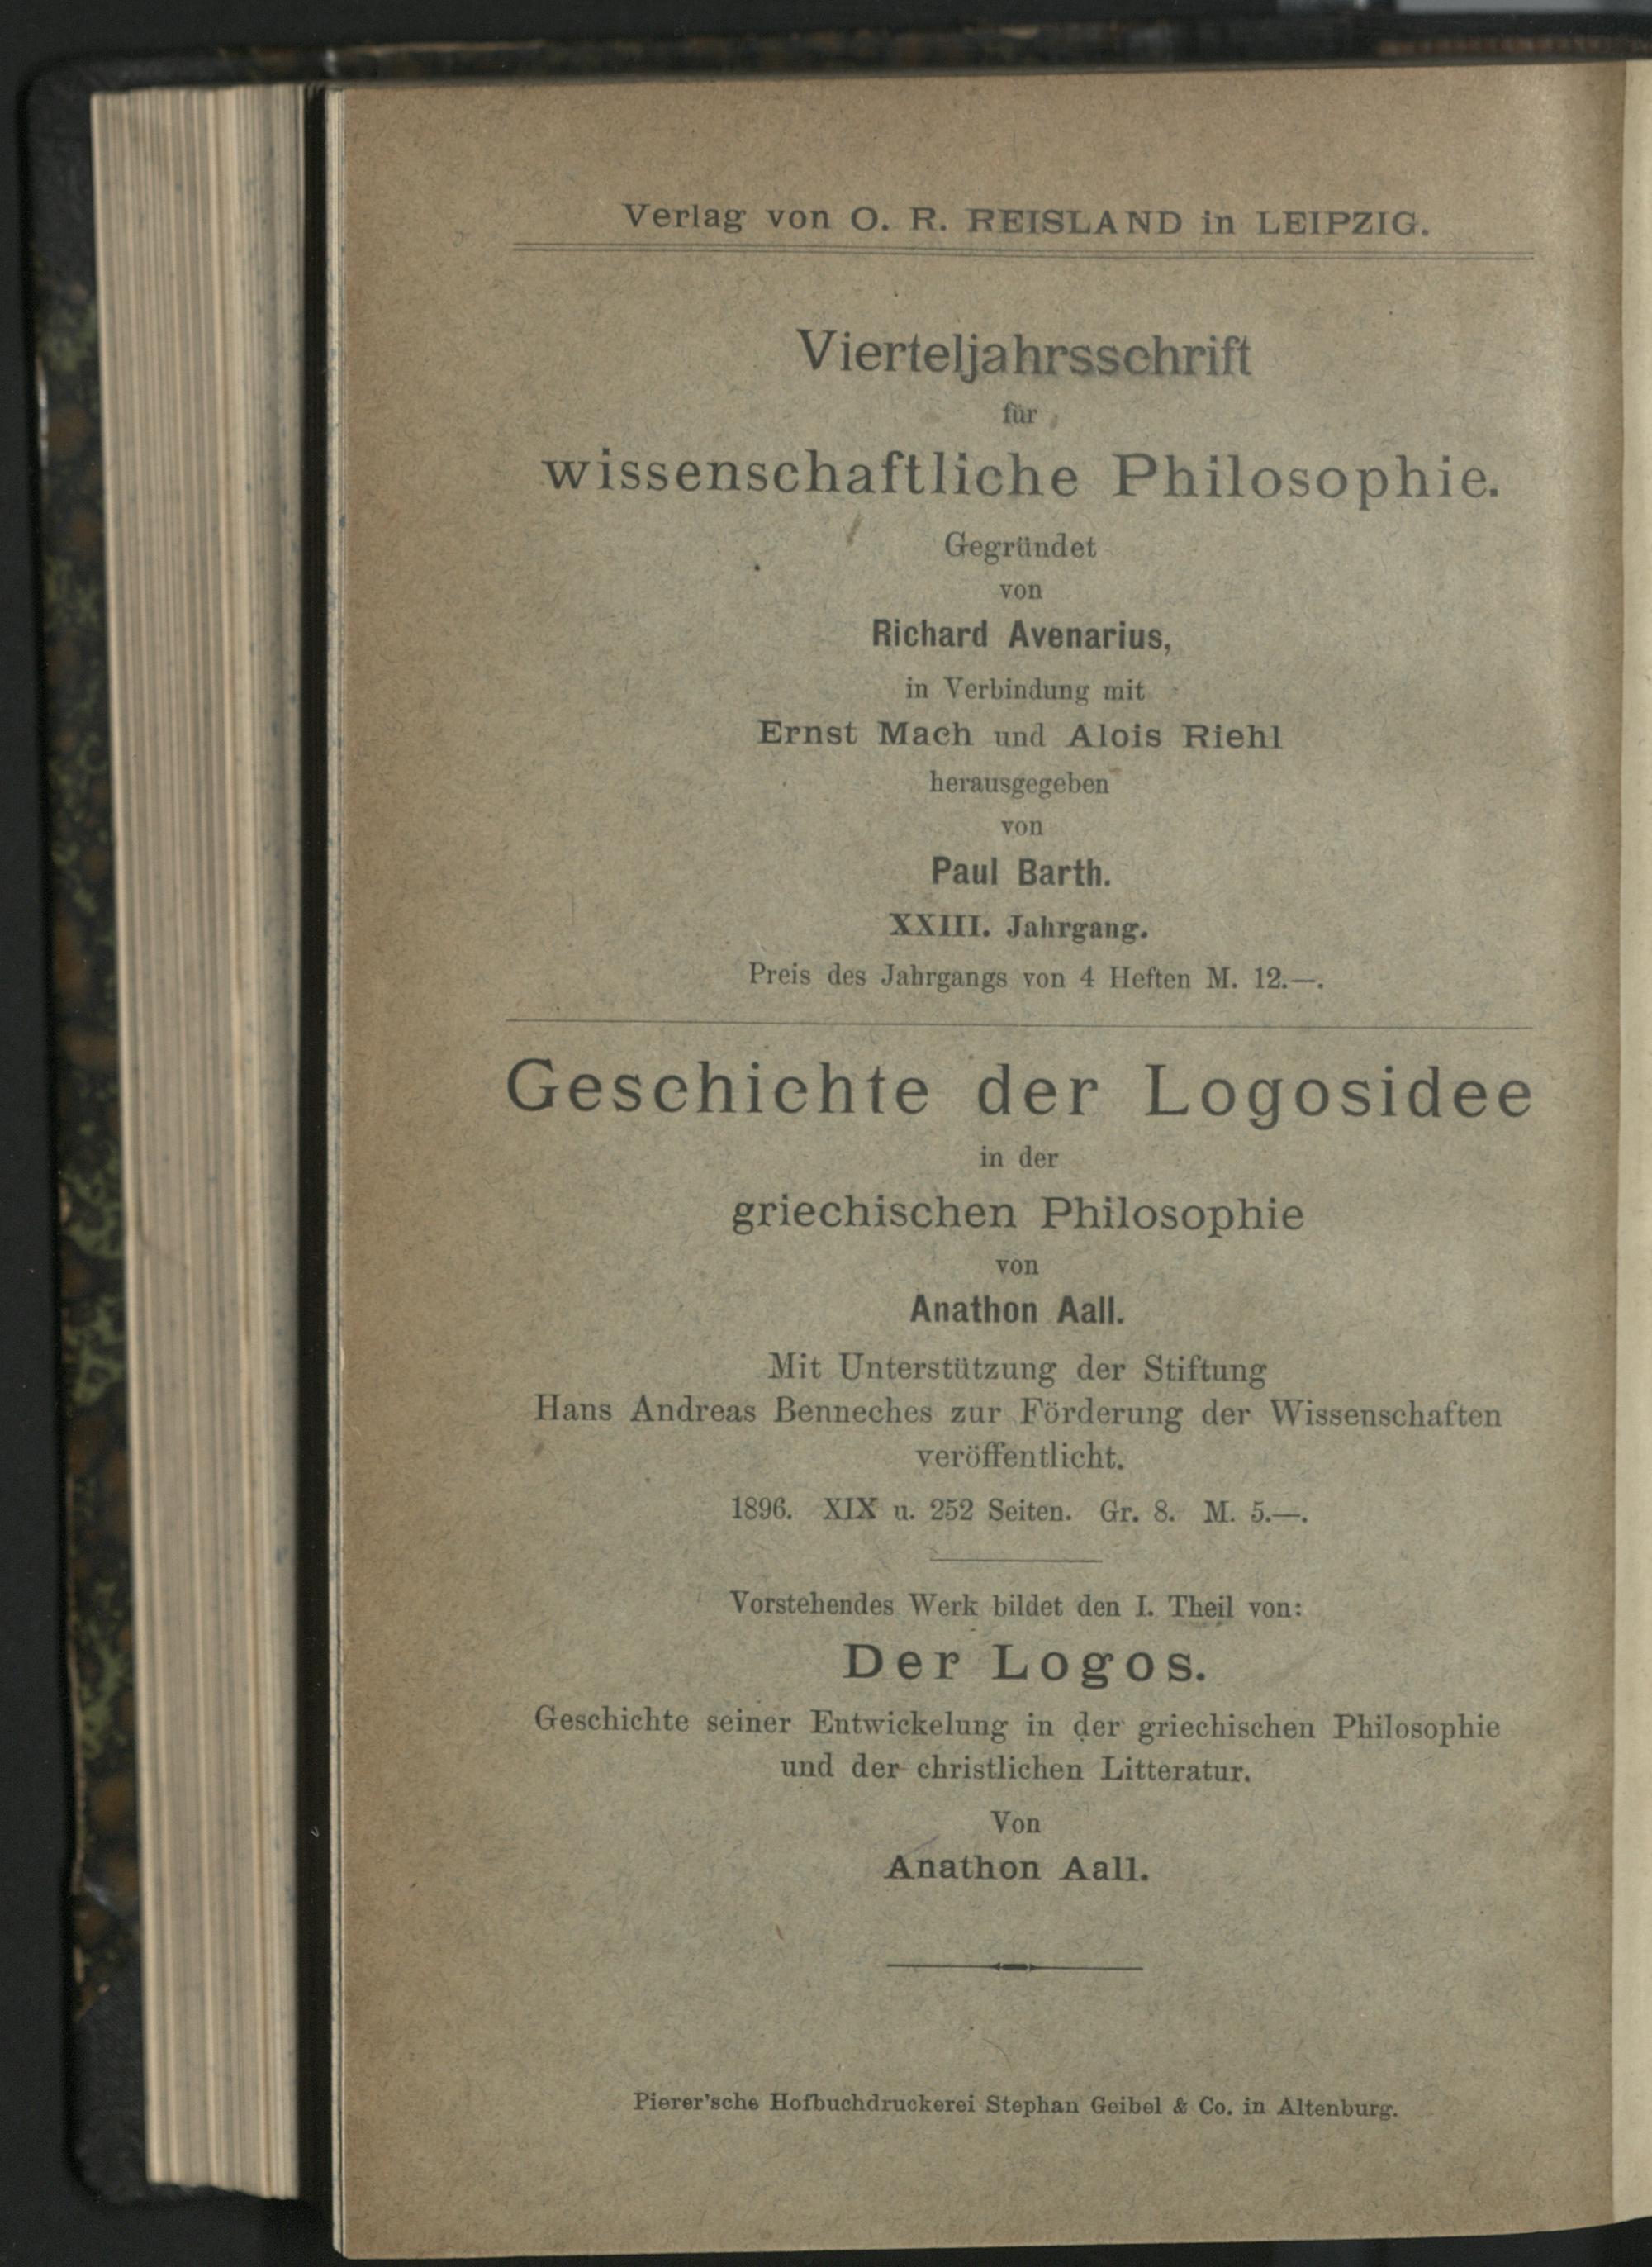 Verlag von O. R. REISLAND in LEIPZIG.
Vierteljahrsschrift
für
wissenschaftliche Philosophie.
Gegründet
von
Richard Avenarius,
in Verbindung mit
Ernst Mach und Alois Riehl
herausgegeben
von
Paul Barth.
XXIII. Jahrgang.
Preis des Jahrgangs von 4 Heften M. 12.—.
Geschichte der Logosidee
in der
griechischen Philosophie
von
Anathon Aall.
Mit Unterstützung der Stiftung
Hans Andreas Benneches zur Förderung der Wissenschaften
veröffentlicht.
1896. XIX u. 252 Seiten. Gr. 8. M. 5.—.
Vorstehendes Werk bildet den I. Theil von:
Der Logos.
Geschichte seiner Entwickelung in der griechischen Philosophie
und der christlichen Litteratur.
Von
Anathon Aall.
Pierer'sche Hofbuchdruckerei Stephan Geibel & Co. in Altenburg.